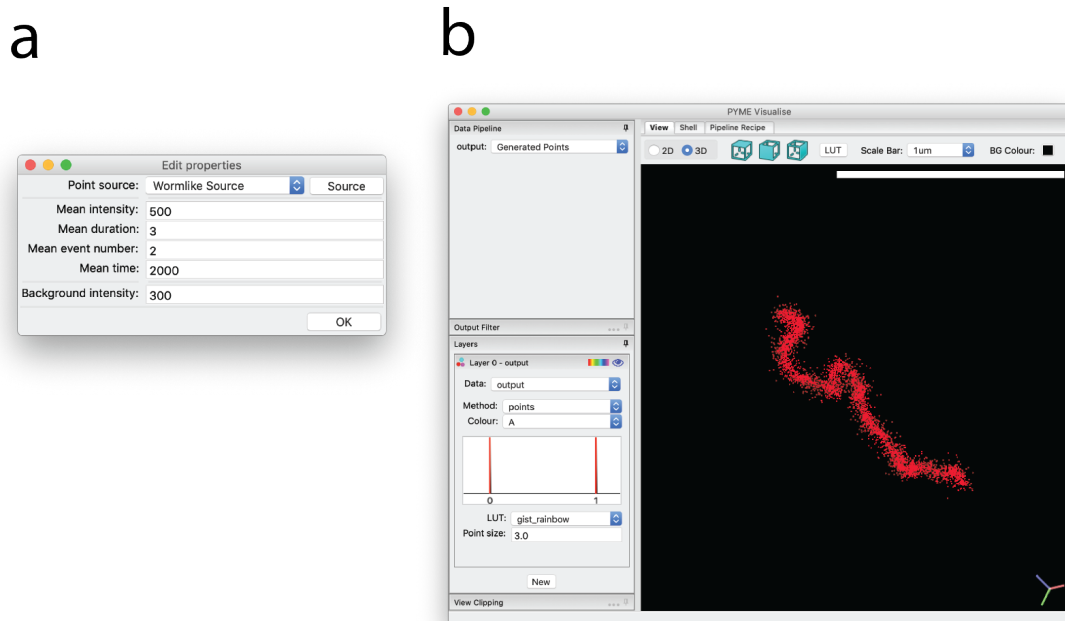 a
b
Edit properties
Point source: Wormlike Source Source
Mean intensity: 500
Mean duration: 3
Mean event number: 2
Mean time: 2000
Background intensity: 300
OK
PYME Visualise
Data Pipeline
output: Generated Points
Output Filter
Layers
Layer 0 - output
Data: output
Method: points
Colour: A
0 1
LUT: gist_rainbow
Point size: 3.0
New
View Clipping
View Shell Pipeline Recipe
2D 3D LUT Scale Bar: 1um BG Colour: